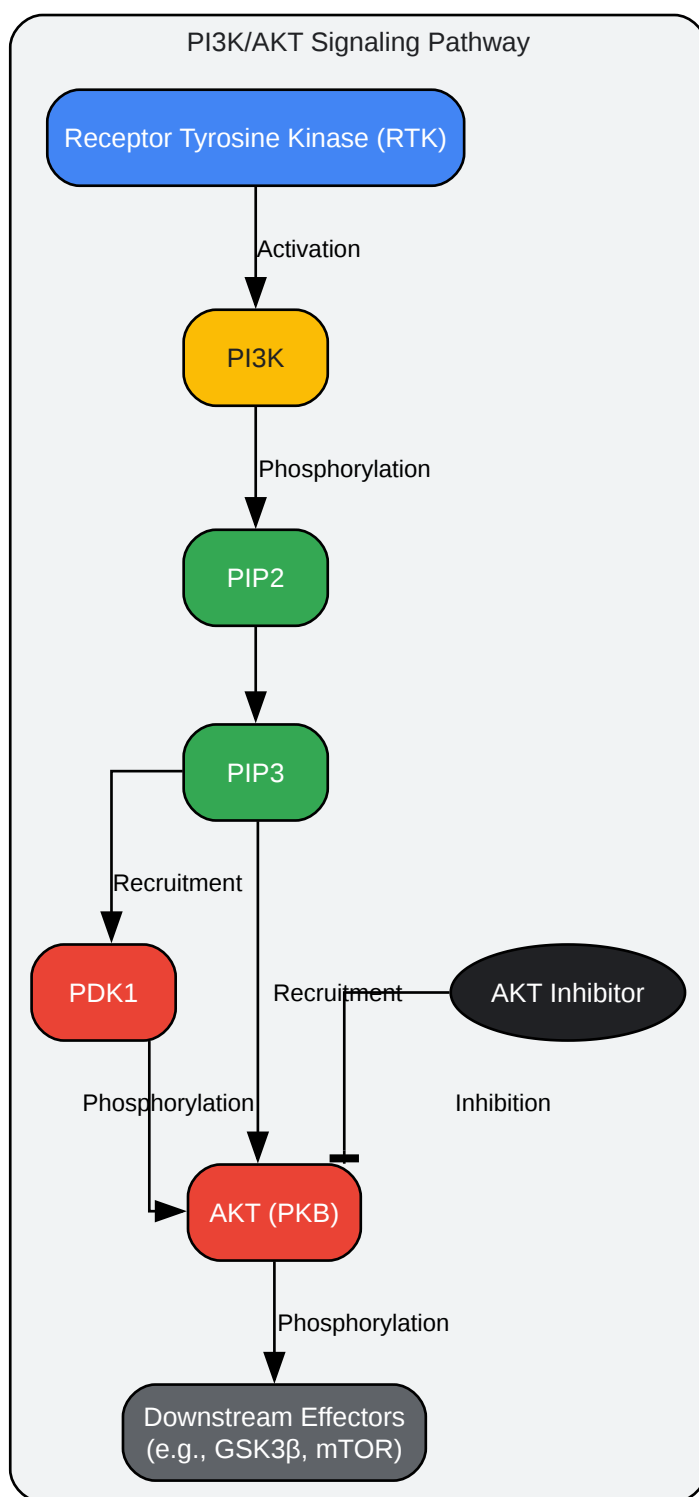 PI3K/AKT Signaling Pathway
Receptor Tyrosine Kinase (RTK)
Activation
PI3K
Phosphorylation
PIP2
PIP3
Recruitment
PDK1
Recruitment
AKT Inhibitor
Phosphorylation
Inhibition
AKT (PKB)
Phosphorylation
Downstream Effectors
(e.g., GSK3β, mTOR)